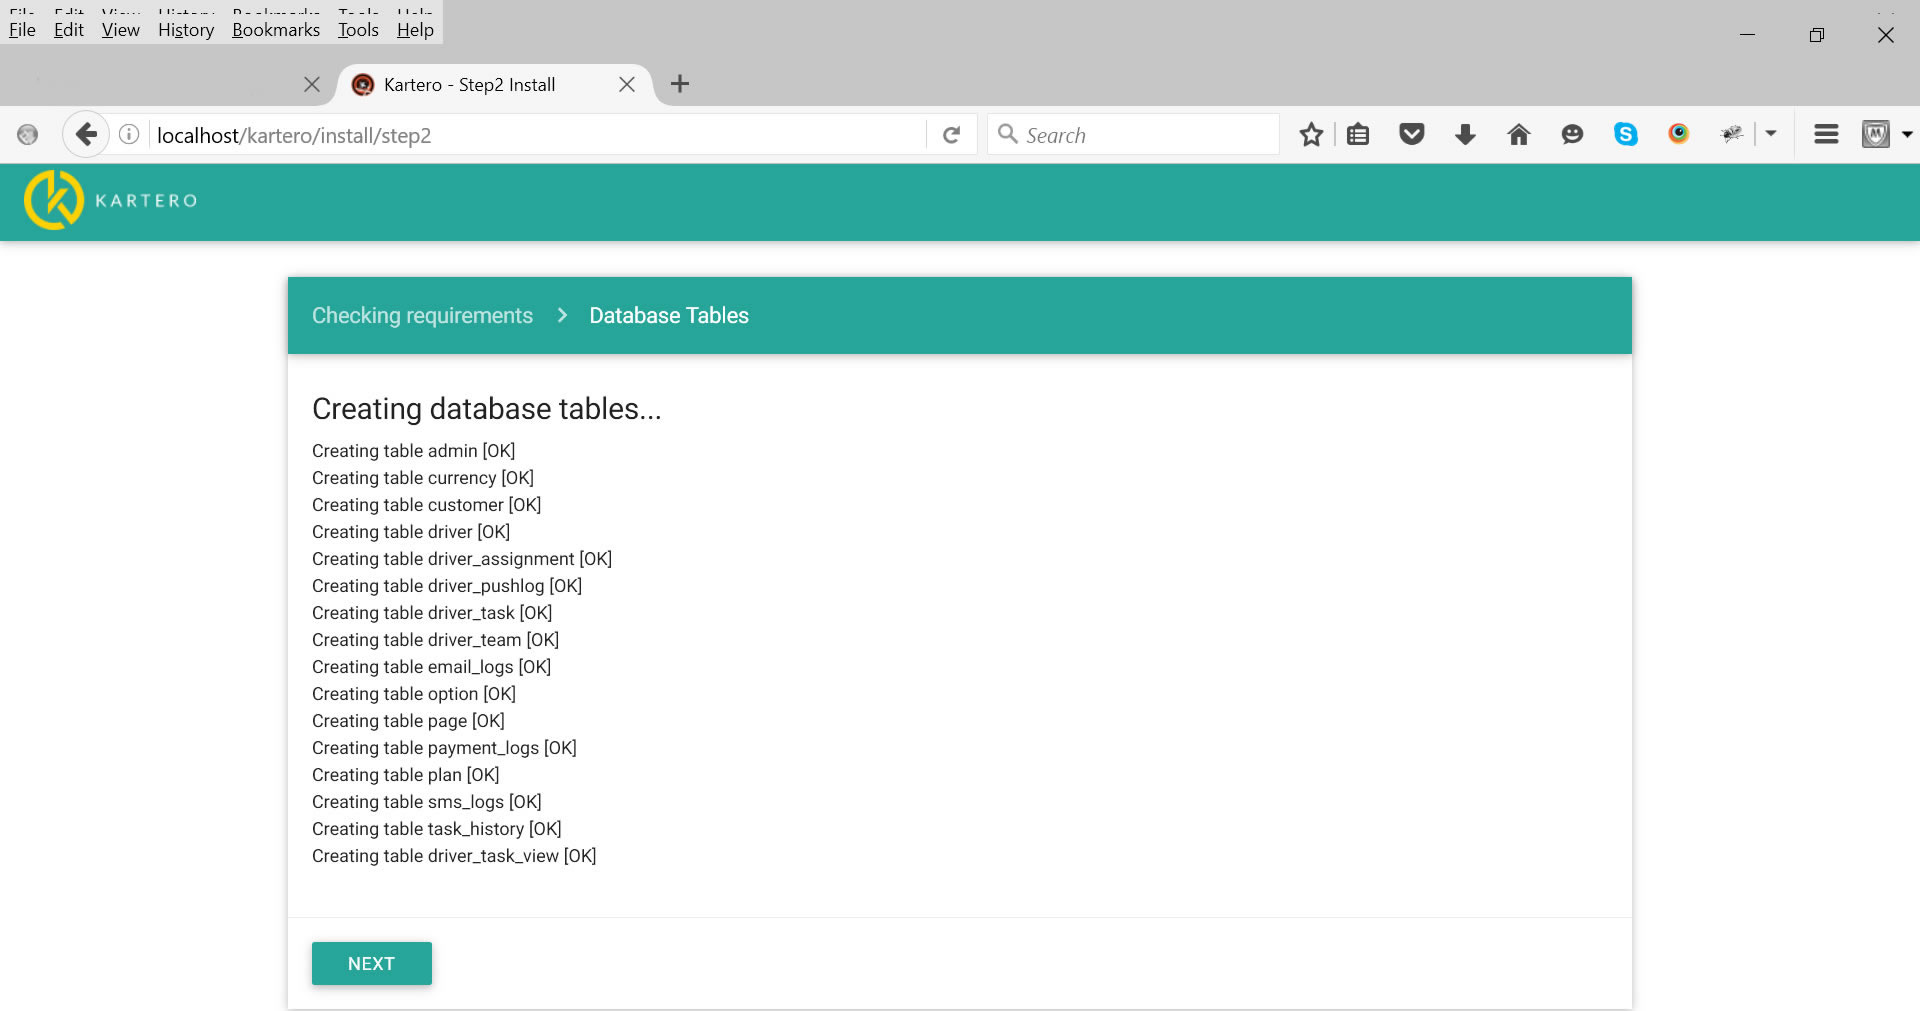 File Edit View History Bookmarks Tools Help
Kartero - Step2 Install
localhost/kartero/install/step2
Search
KARTERO
Checking requirements > Database Tables
Creating database tables...
Creating table admin [OK]
Creating table currency [OK]
Creating table customer [OK]
Creating table driver [OK]
Creating table driver_assignment [OK]
Creating table driver_pushlog [OK]
Creating table driver_task [OK]
Creating table driver_team [OK]
Creating table email_logs [OK]
Creating table option [OK]
Creating table page [OK]
Creating table payment_logs [OK]
Creating table plan [OK]
Creating table sms_logs [OK]
Creating table task_history [OK]
Creating table driver_task_view [OK]
NEXT